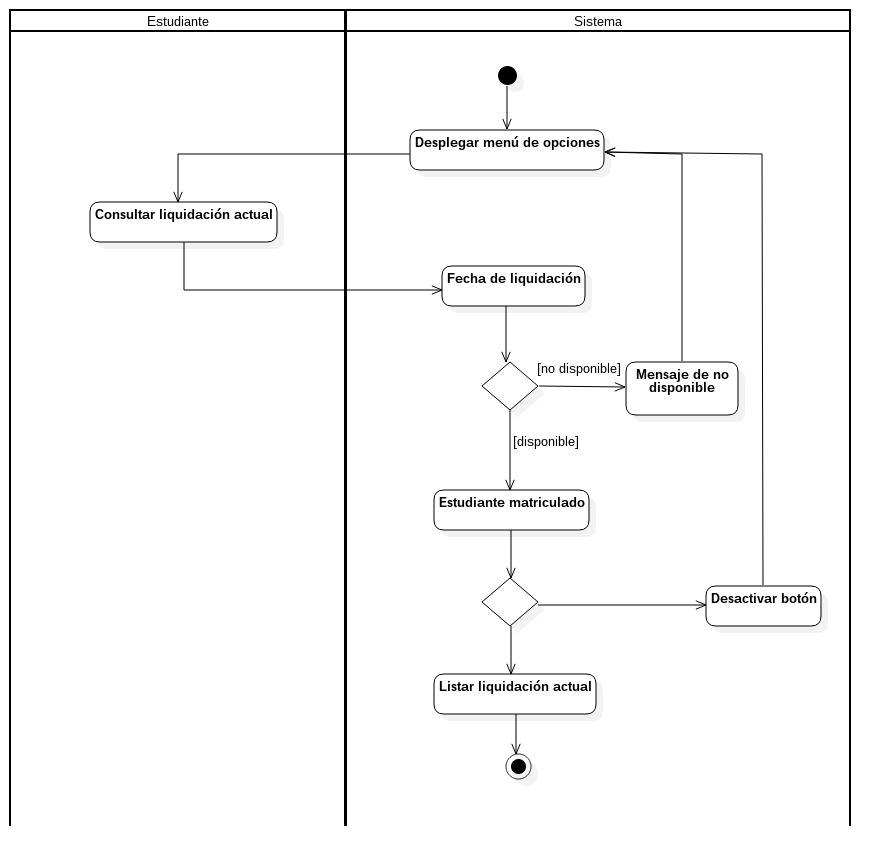 Estudiante
Sistema
Desplegar menú de opciones
Consultar liquidación actual
Fecha de liquidación
[no disponible]
Mensaje de no
disponible
[disponible]
Estudiante matriculado
Desactivar botón
Listar liquidación actual